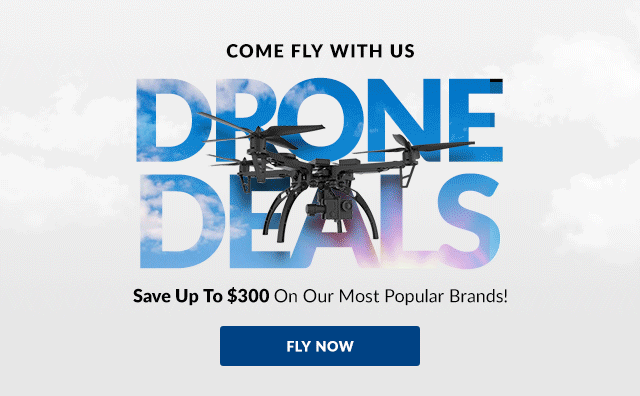 COME FLY WITH US
DRONE
DEALS
Save Up To $300 On Our Most Popular Brands!
FLY NOW